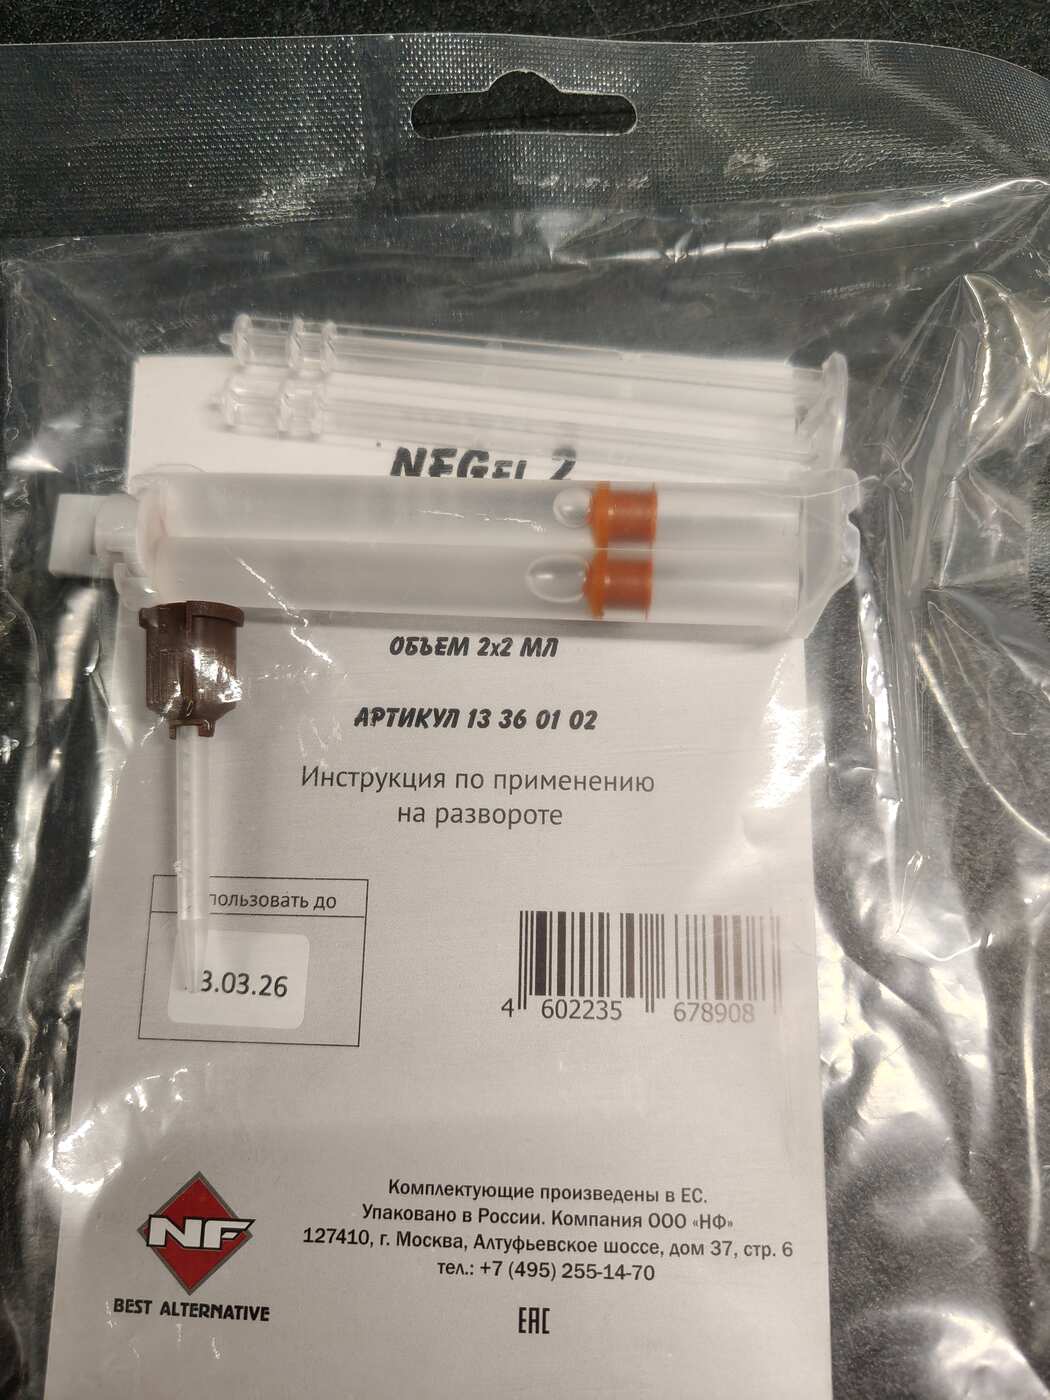 NEGEL 2
ОБЪЕМ 2х2 МЛ
АРТИКУЛ 13 36 01 02
Инструкция по применению
на развороте
пользовать до
3.03.26
4 602235 678908
Комплектующие произведены в ЕС.
Упаковано в России. Компания ООО «НФ»
127410, г. Москва, Алтуфьевское шоссе, дом 37, стр. 6
тел.: +7 (495) 255-14-70
NF
BEST ALTERNATIVE
EAC